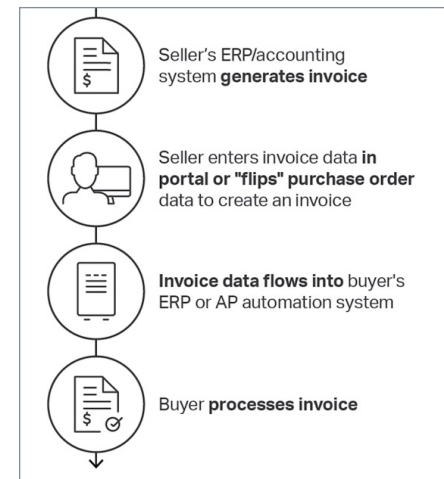 Seller's ERP/accounting
system generates invoice
Seller enters invoice data in
portal or "flips" purchase order
data to create an invoice
Invoice data flows into buyer's
ERP or AP automation system
Buyer processes invoice
$
$